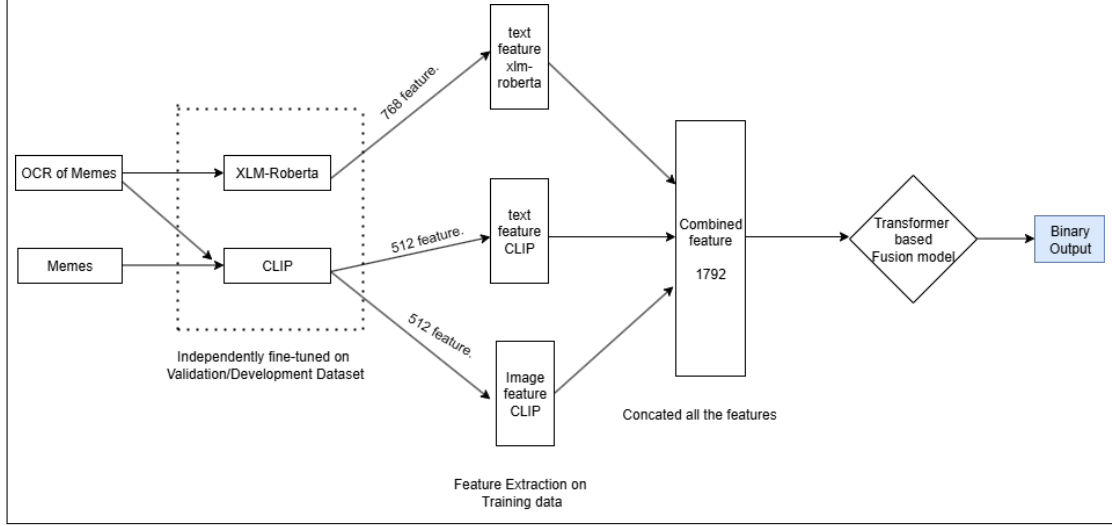 OCR of Memes
Memes
XLM-Roberta
CLIP
Independently fine-tuned on
Validation/Development Dataset
768 feature.
512 feature.
512 feature.
text
feature
xlm-
roberta
text
feature
CLIP
Image
feature
CLIP
Feature Extraction on
Training data
Combined
feature
1792
Concated all the features
Transformer
based
Fusion model
Binary
Output